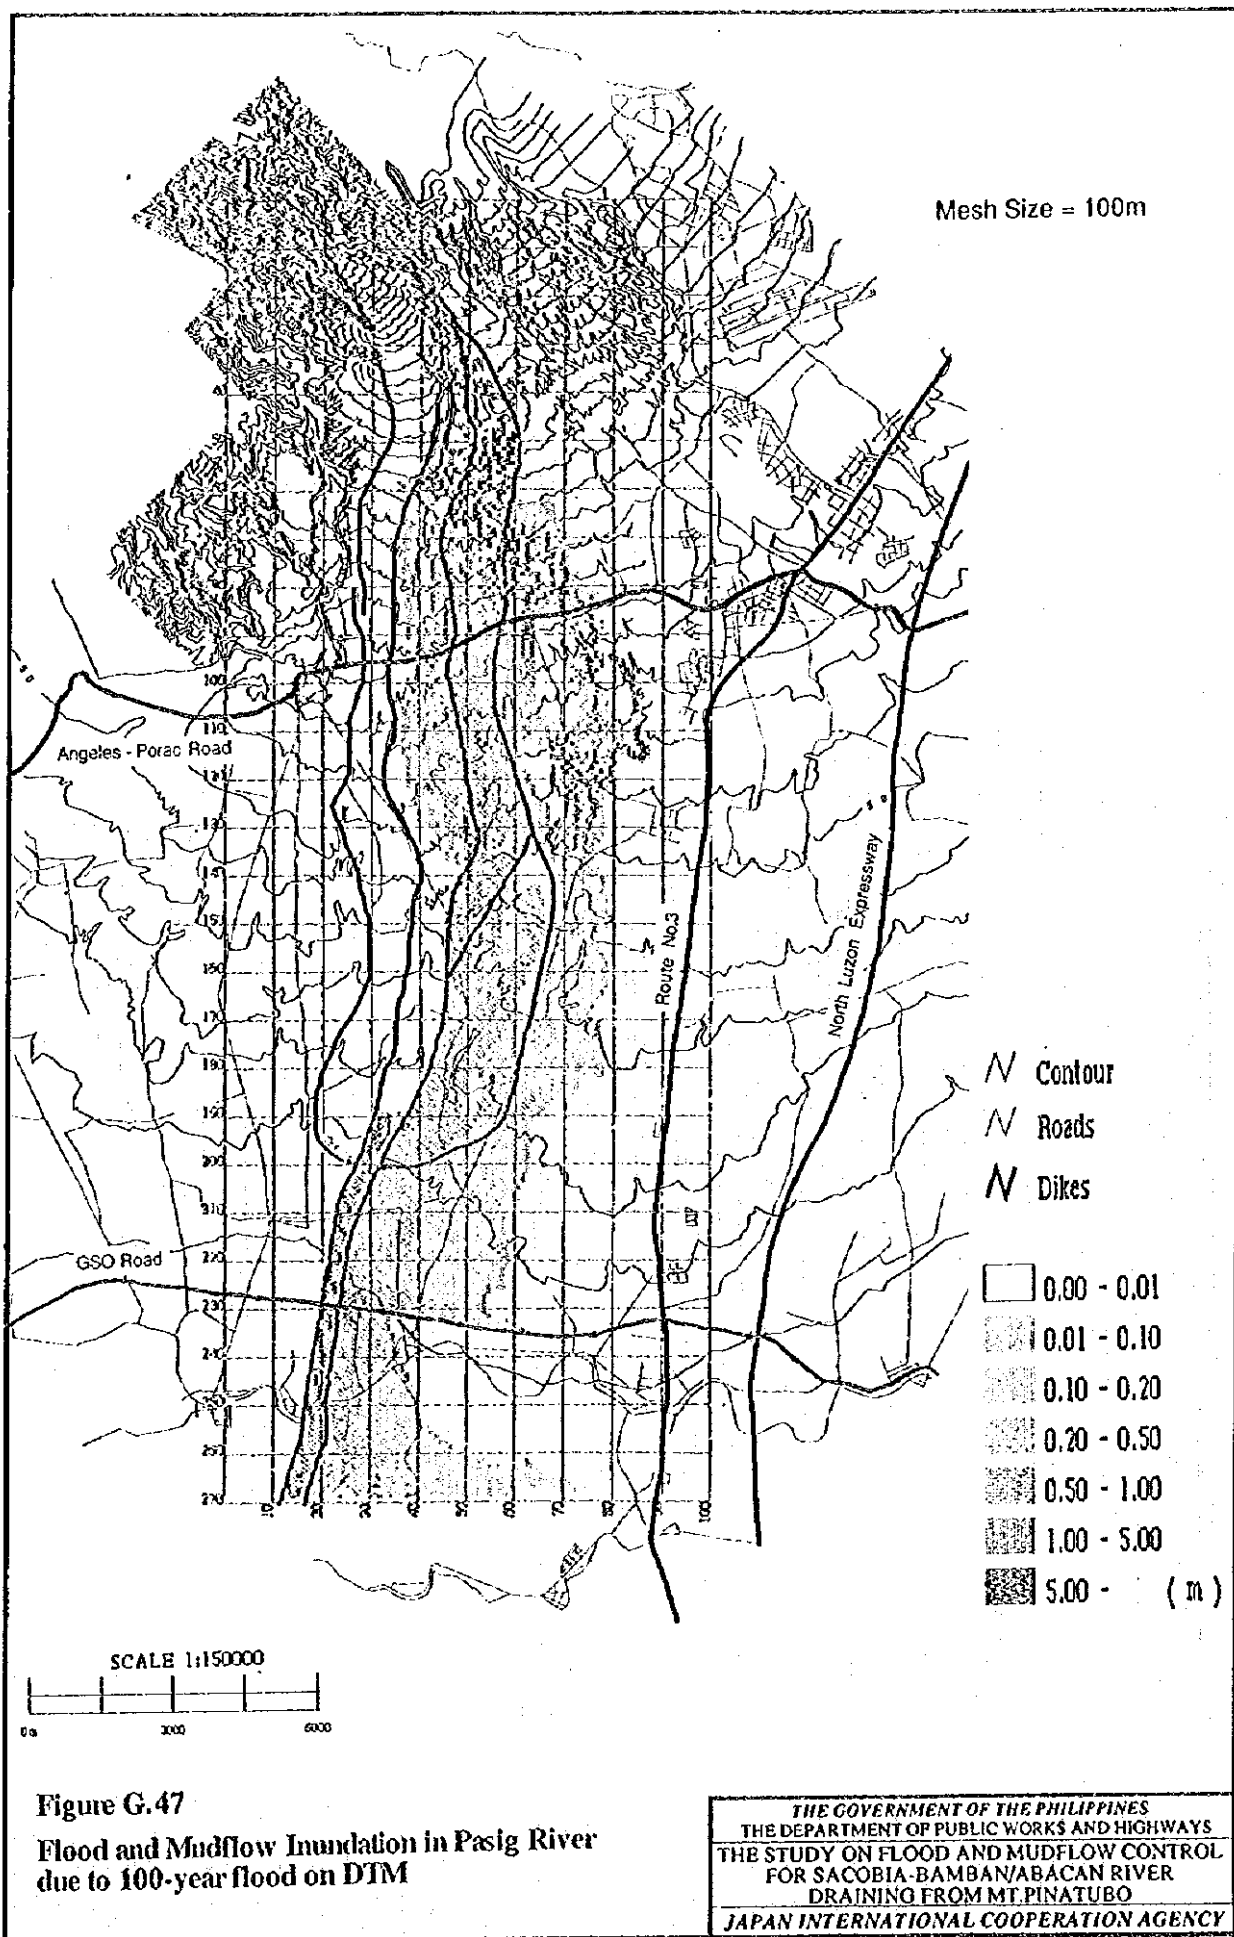 Mesh Size = 100m
100
110
Angeles - Porac Road
120
130
140
150
Route No.3
North Luzon Expressway
170
200
210
GSO Road
220
230
240
270
10
20
30
40
50
60
70
80
90
100
Contour
Roads
Dikes
0.00 - 0.01
0.01 - 0.10
0.10 - 0.20
0.20 - 0.50
0.50 - 1.00
1.00 - 5.00
5.00 - (m)
SCALE 1:150000
0 m 3000 6000
Figure G.47
Flood and Mudflow Inundation in Pasig River
due to 100-year flood on DTM
THE GOVERNMENT OF THE PHILIPPINES
THE DEPARTMENT OF PUBLIC WORKS AND HIGHWAYS
THE STUDY ON FLOOD AND MUDFLOW CONTROL
FOR SACOBIA-BAMBAN/ABACAN RIVER
DRAINING FROM MT.PINATUBO
JAPAN INTERNATIONAL COOPERATION AGENCY